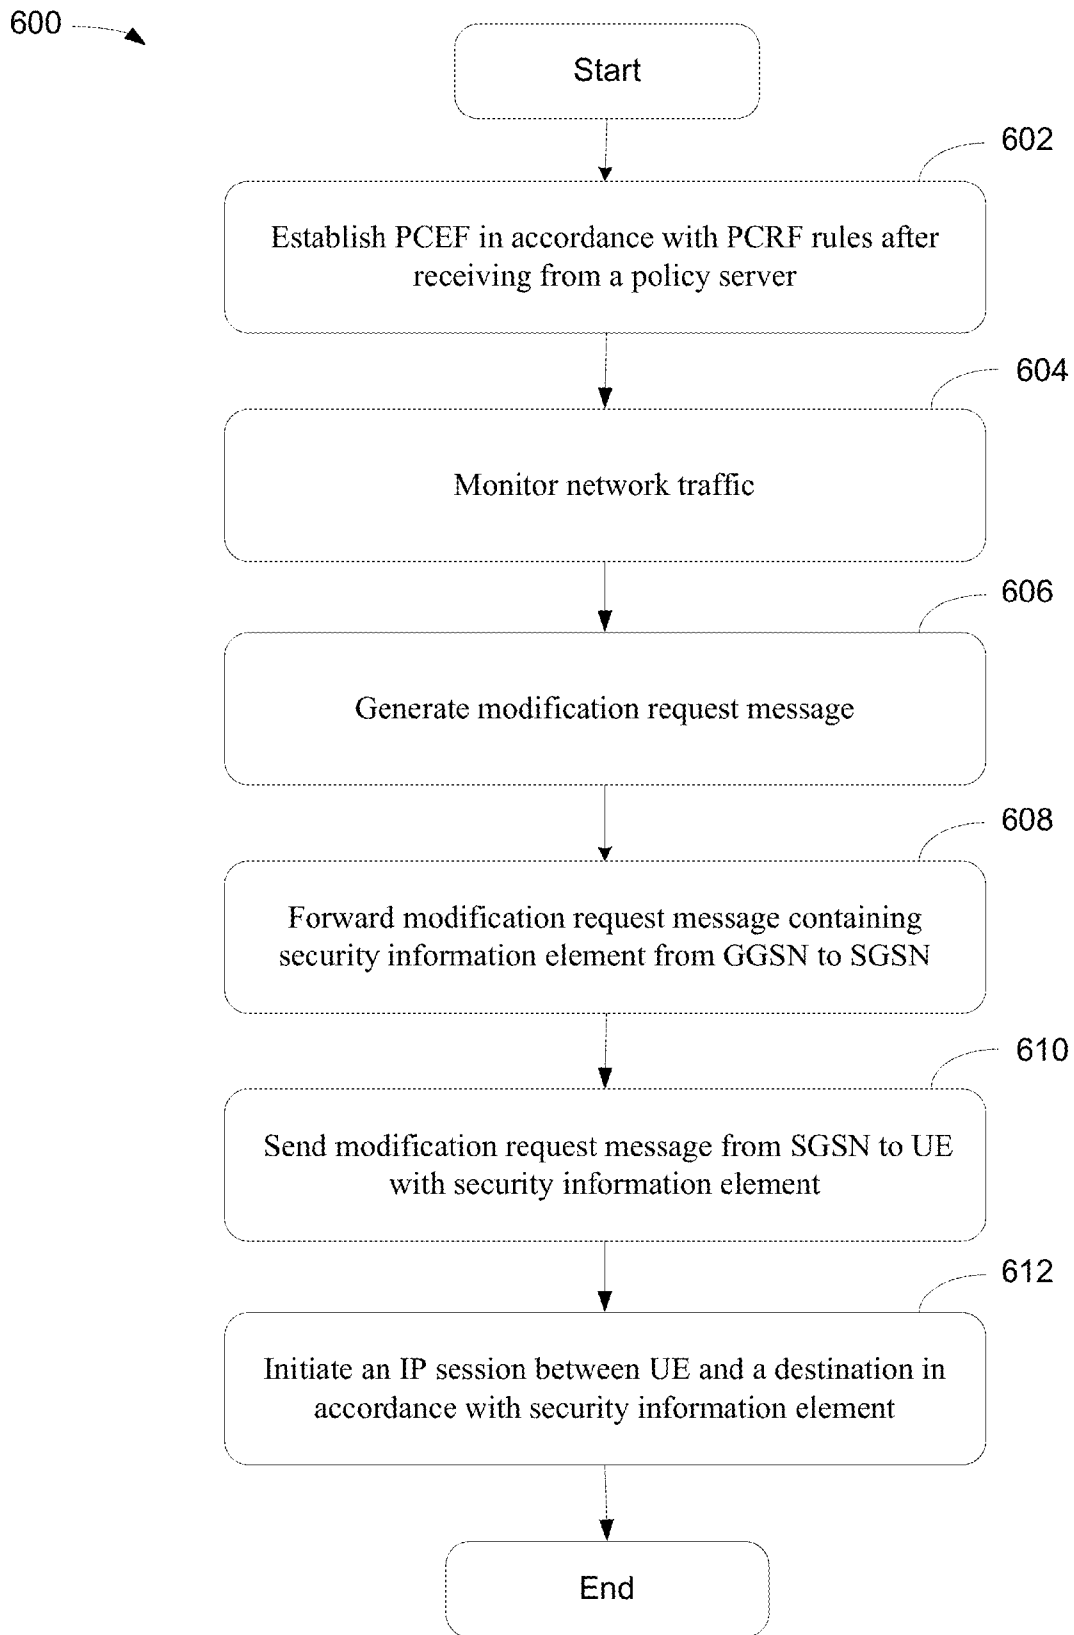 600
Start
602
Establish PCEF in accordance with PCRF rules after
receiving from a policy server
604
Monitor network traffic
606
Generate modification request message
608
Forward modification request message containing
security information element from GGSN to SGSN
610
Send modification request message from SGSN to UE
with security information element
612
Initiate an IP session between UE and a destination in
accordance with security information element
End